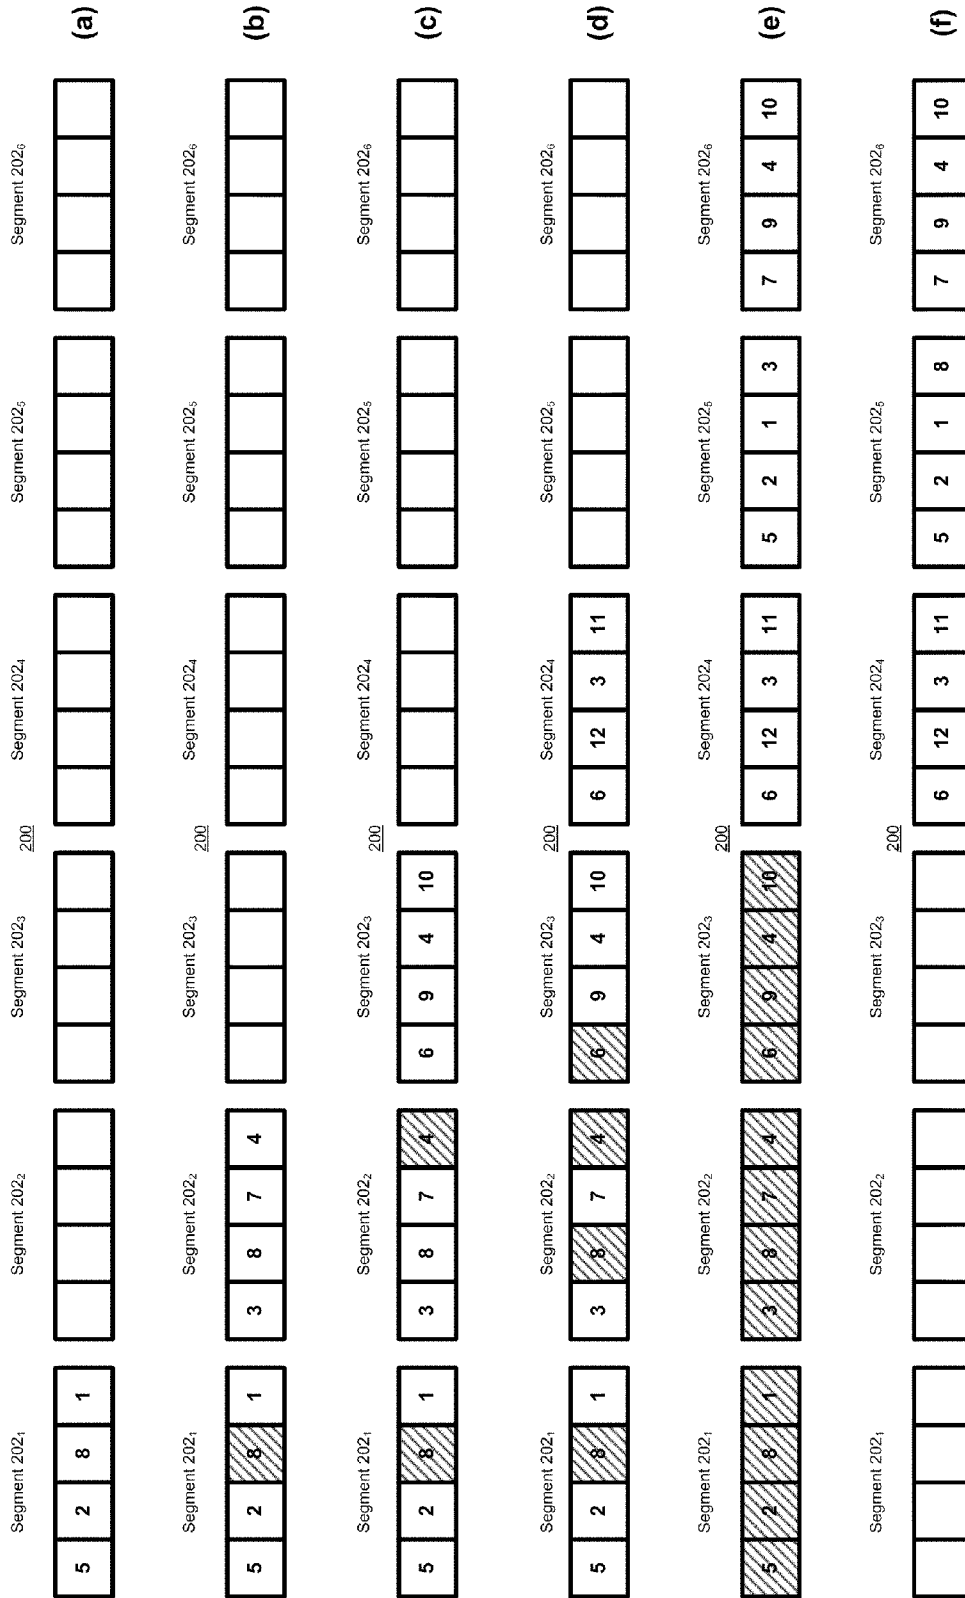 Segment 202₁ Segment 202₂ Segment 202₃ Segment 202₄ Segment 202₅ Segment 202₆
200
5 2 8 1 (a)
Segment 202₁ Segment 202₂ Segment 202₃ Segment 202₄ Segment 202₅ Segment 202₆
200
5 2 8 1 3 8 7 4 (b)
Segment 202₁ Segment 202₂ Segment 202₃ Segment 202₄ Segment 202₅ Segment 202₆
200
5 2 8 1 3 8 7 4 6 9 4 10 (c)
Segment 202₁ Segment 202₂ Segment 202₃ Segment 202₄ Segment 202₅ Segment 202₆
200
5 2 8 1 3 8 7 4 6 9 4 10 6 12 3 11 (d)
Segment 202₁ Segment 202₂ Segment 202₃ Segment 202₄ Segment 202₅ Segment 202₆
200
5 2 8 1 3 8 7 4 6 9 4 10 6 12 3 11 5 2 1 3 7 9 4 10 (e)
Segment 202₁ Segment 202₂ Segment 202₃ Segment 202₄ Segment 202₅ Segment 202₆
200
6 12 3 11 5 2 1 8 7 9 4 10 (f)